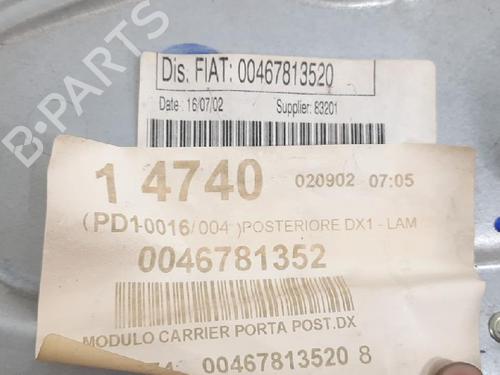 Dis. FIAT: 00467813520
Date: 16/07/02 Supplier: 83201
1 4740 020902 07:05
(PD1-0016/004 )POSTERIORE DX1 - LAM
0046781352
MODULO CARRIER PORTA POST.DX
00467813520 8
B-PARTS